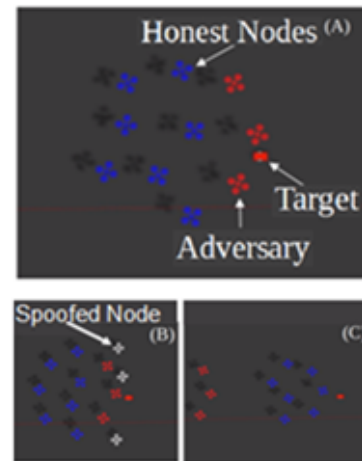 Honest Nodes (A)
Target
Adversary
Spoofed Node
(B)
(C)